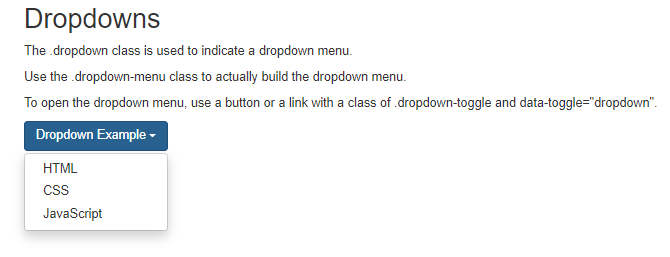 Dropdowns
The .dropdown class is used to indicate a dropdown menu.
Use the .dropdown-menu class to actually build the dropdown menu.
To open the dropdown menu, use a button or a link with a class of .dropdown-toggle and data-toggle="dropdown".
Dropdown Example
HTML
CSS
JavaScript